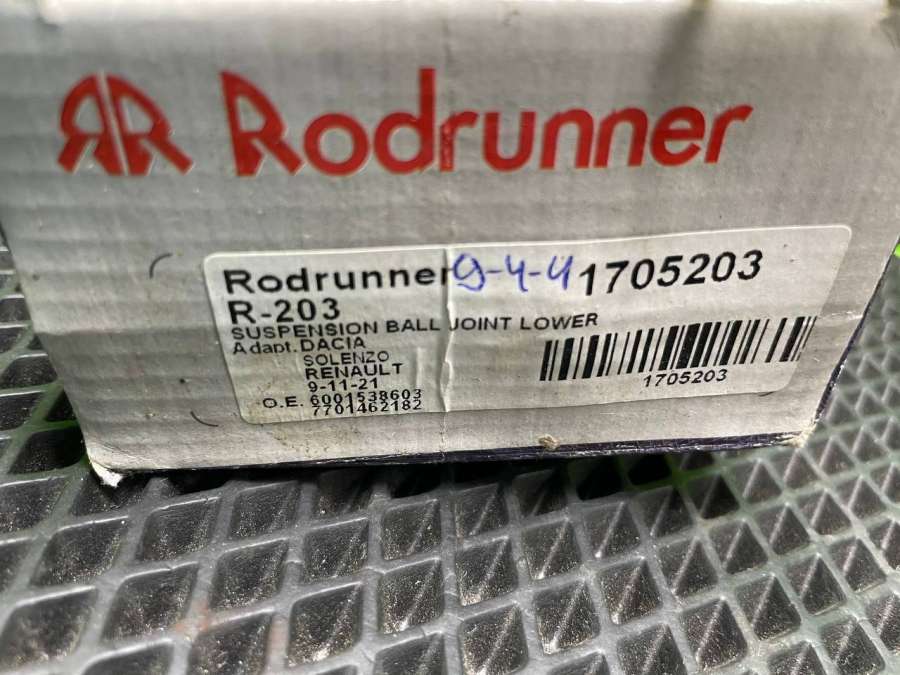 RR Rodrunner
Rodrunner 9-4-4 1705203
R-203
SUSPENSION BALL JOINT LOWER
Adapt. DACIA
SOLENZO
RENAULT
9-11-21
O.E. 6001538603
7701462182
1705203